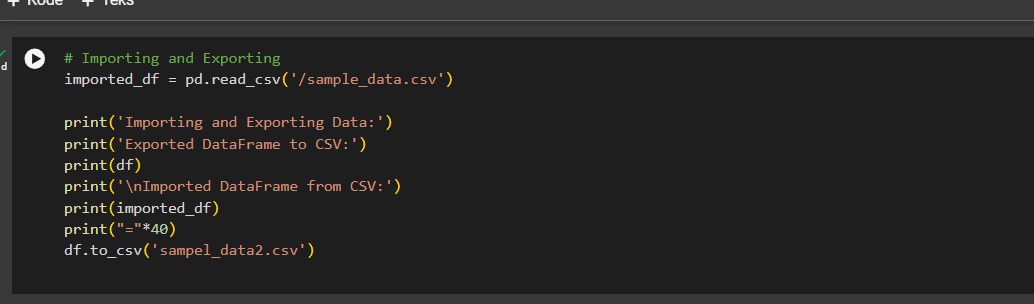 + Kode + Teks
d
# Importing and Exporting
imported_df = pd.read_csv('/sample_data.csv')
print('Importing and Exporting Data:')
print('Exported DataFrame to CSV:')
print(df)
print('\nImported DataFrame from CSV:')
print(imported_df)
print("="*40)
df.to_csv('sampel_data2.csv')